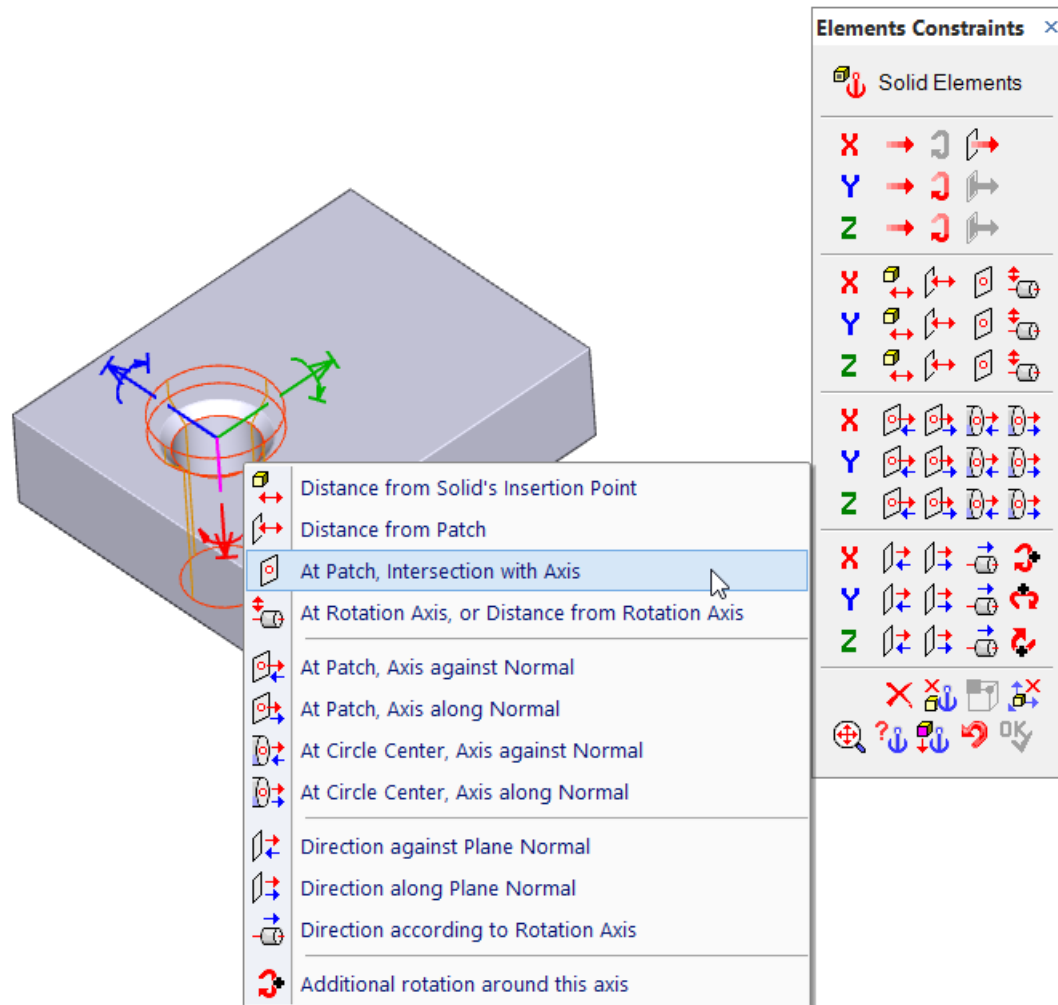 Elements Constraints ×
Solid Elements
X
Y
Z
X
Y
Z
X
Y
Z
X
Y
Z
OK
Distance from Solid's Insertion Point
Distance from Patch
At Patch, Intersection with Axis
At Rotation Axis, or Distance from Rotation Axis
At Patch, Axis against Normal
At Patch, Axis along Normal
At Circle Center, Axis against Normal
At Circle Center, Axis along Normal
Direction against Plane Normal
Direction along Plane Normal
Direction according to Rotation Axis
Additional rotation around this axis